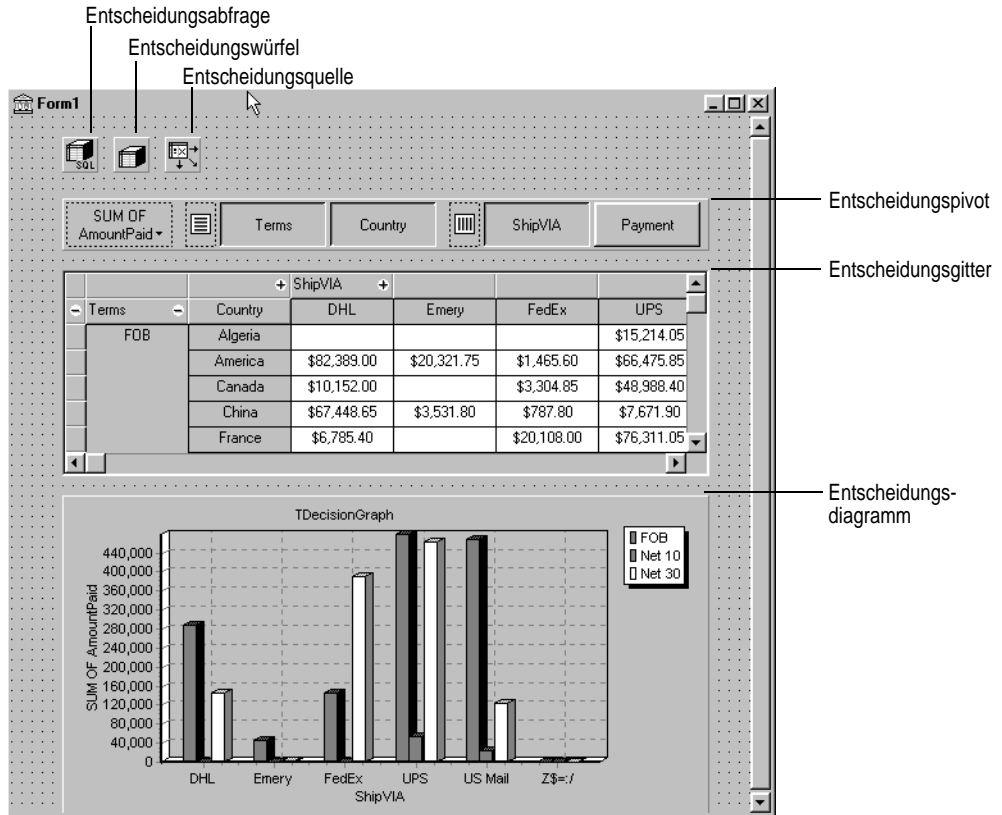 Entscheidungsabfrage
Entscheidungswürfel
Entscheidungsquelle
Form1
SQL
Entscheidungspivot
SUM OF
AmountPaid
Terms
Country
ShipVIA
Payment
Entscheidungsgitter
+ ShipVIA +
- Terms - Country DHL Emery FedEx UPS
FOB Algeria $15,214.05
America $82,389.00 $20,321.75 $1,465.60 $66,475.85
Canada $10,152.00 $3,304.85 $48,988.40
China $67,448.65 $3,531.80 $787.80 $7,671.90
France $6,785.40 $20,108.00 $76,311.05
Entscheidungs-
diagramm
TDecisionGraph
FOB
Net 10
Net 30
SUM OF AmountPaid
440,000
400,000
360,000
320,000
280,000
240,000
200,000
160,000
120,000
80,000
40,000
0
DHL Emery FedEx UPS US Mail Z$=:/
ShipVIA